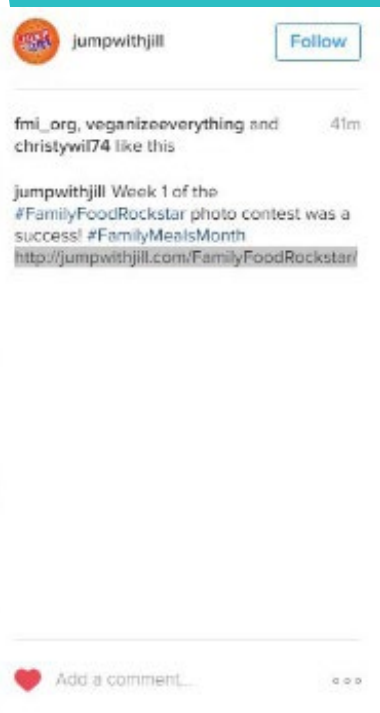 jumpwithjill
Follow
fmi_org, veganizeeverything and 41m
christywil74 like this
jumpwithjill Week 1 of the
#FamilyFoodRockstar photo contest was a
success! #FamilyMealsMonth
http://jumpwithjill.com/FamilyFoodRockstar/
Add a comment...